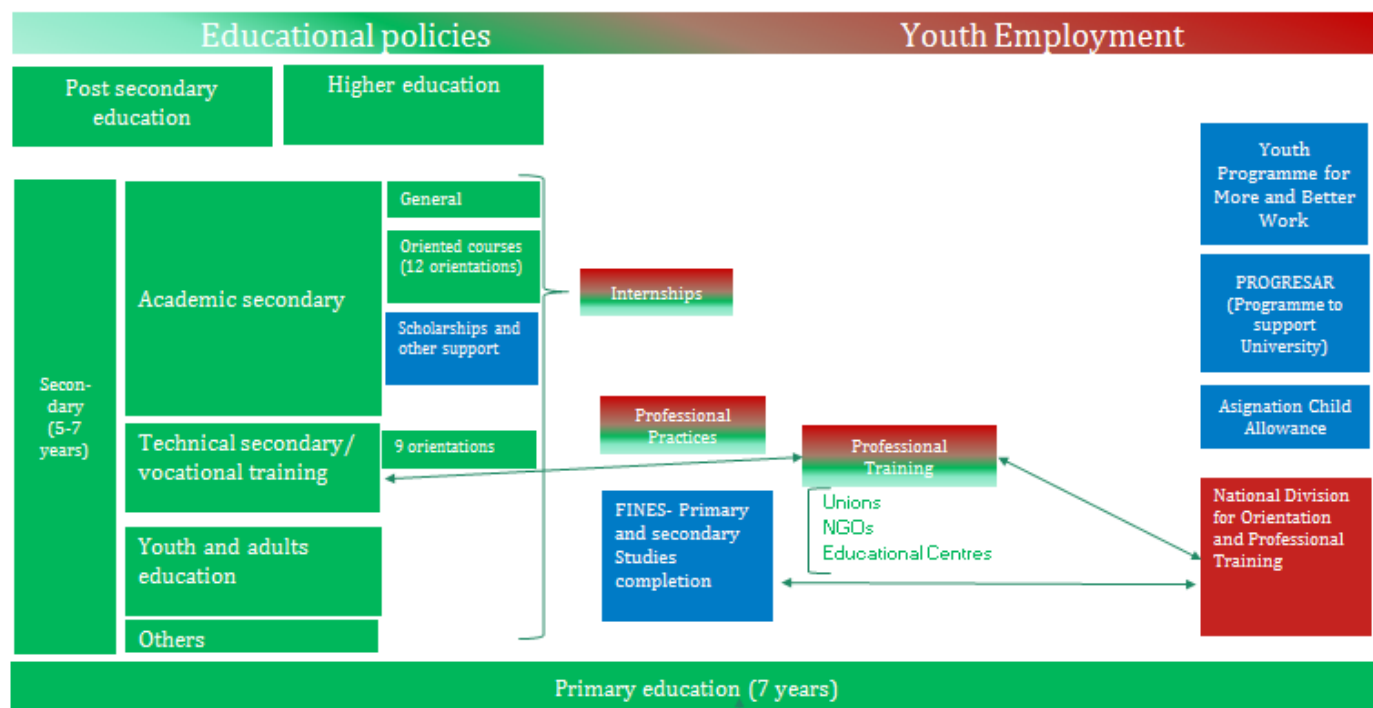 Educational policies
Youth Employment
Post secondary
education
Higher education
Youth
Programme for
More and Better
Work
General
Oriented courses
(12 orientations)
Academic secondary
Internships
PROGRESAR
(Programme to
support
University)
Scholarships and
other support
Secon-
dary
(5-7
years)
Asignation Child
Allowance
Professional
Practices
Technical secondary/
vocational training
9 orientations
Professional
Training
Unions
NGOs
Educational Centres
FINES- Primary
and secondary
Studies
completion
National Division
for Orientation
and Professional
Training
Youth and adults
education
Others
Primary education (7 years)